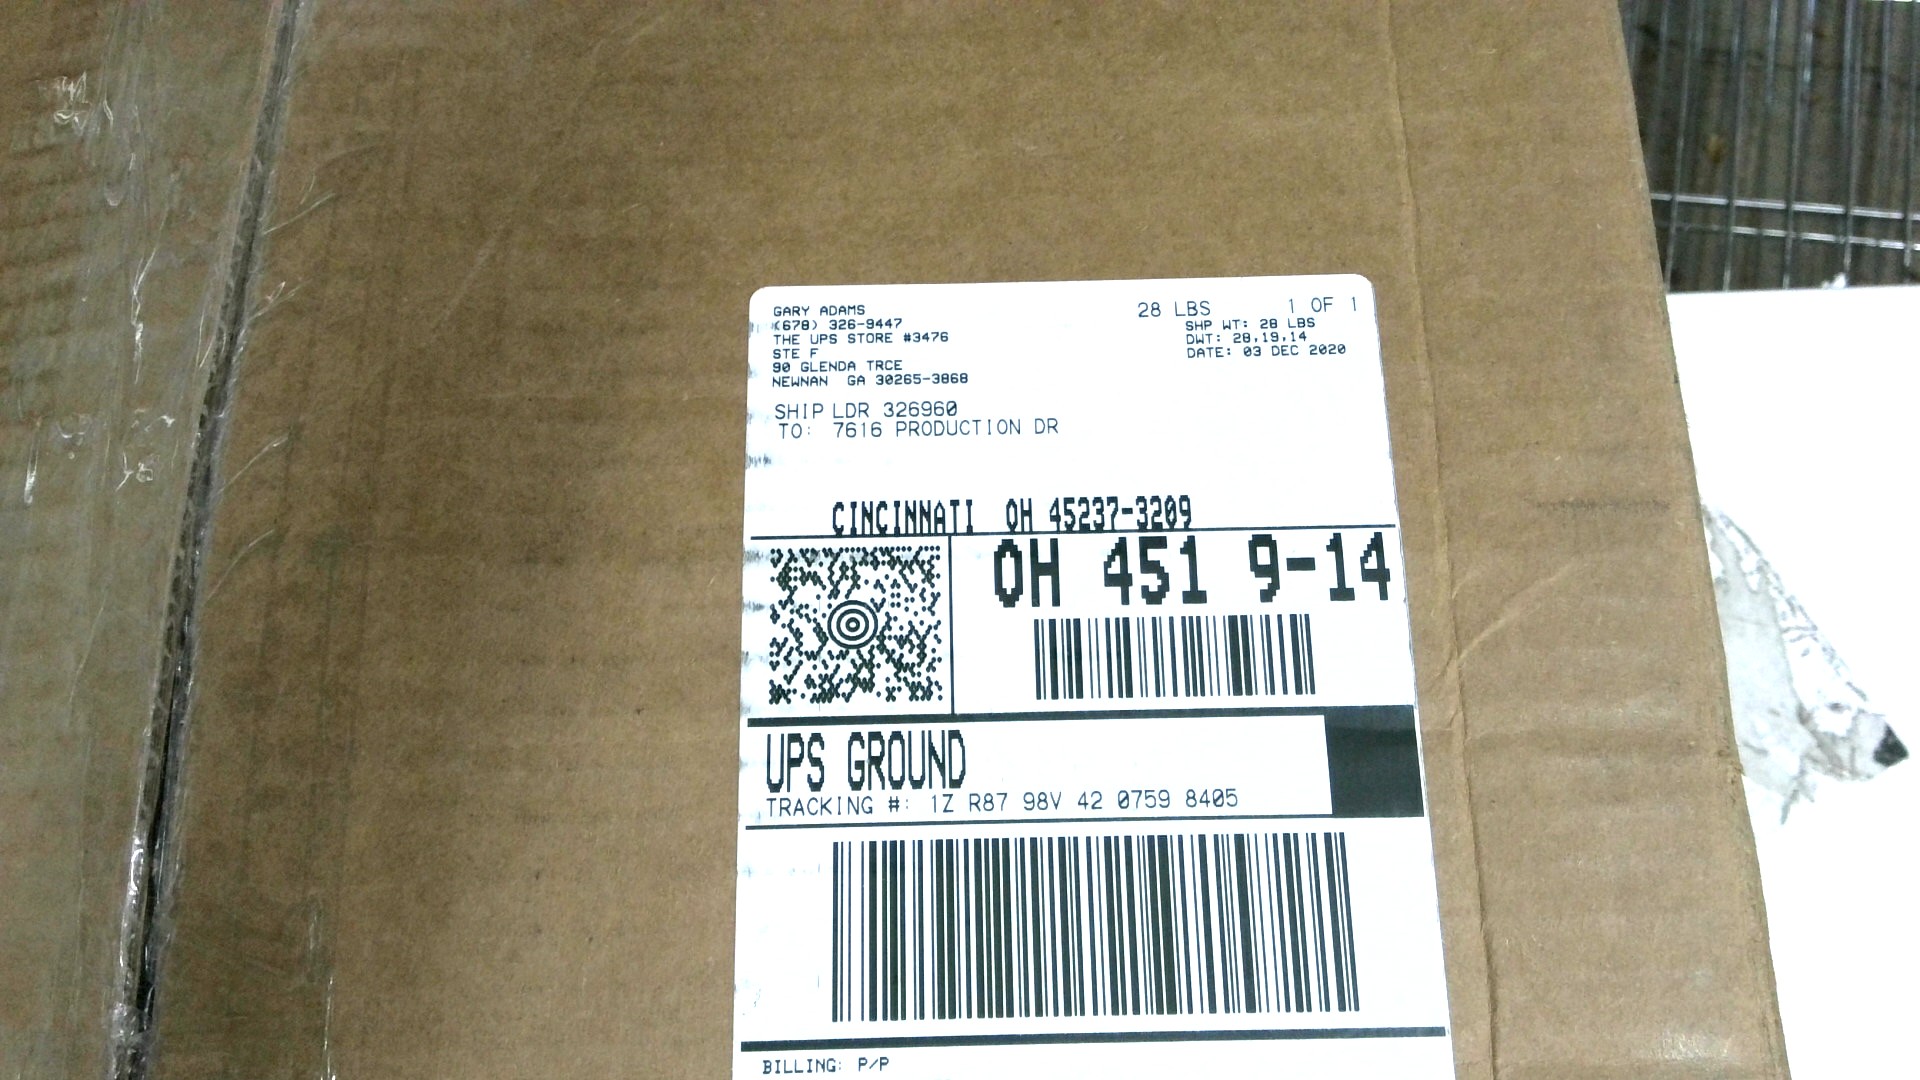 GARY ADAMS
(678) 326-9447
THE UPS STORE #3476
STE F
90 GLENDA TRCE
NEWNAN GA 30265-3868
28 LBS 1 OF 1
SHP WT: 28 LBS
DWT: 28,19,14
DATE: 03 DEC 2020
SHIP LDR 326960
TO: 7616 PRODUCTION DR
CINCINNATI OH 45237-3209
OH 451 9-14
UPS GROUND
TRACKING #: 1Z R87 98V 42 0759 8405
BILLING: P/P